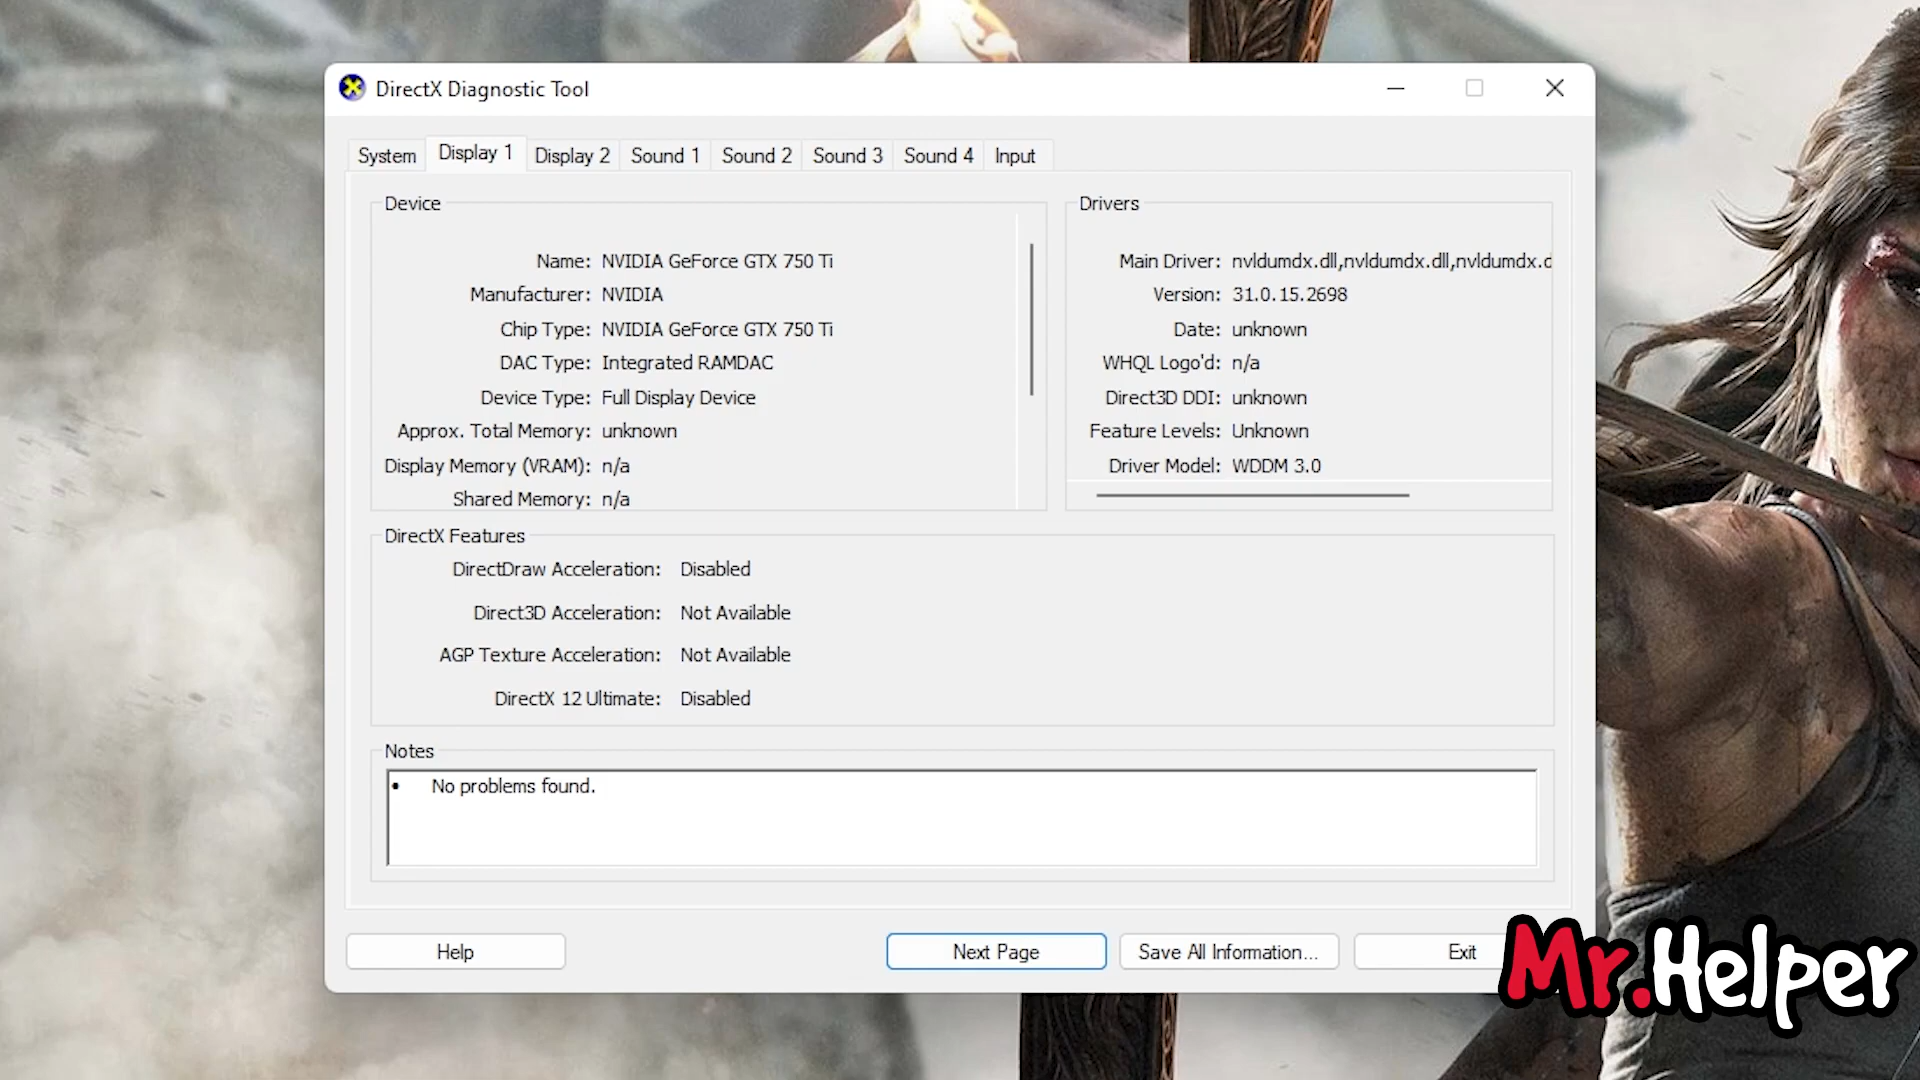 DirectX Diagnostic Tool
System Display 1 Display 2 Sound 1 Sound 2 Sound 3 Sound 4 Input
Device
Name: NVIDIA GeForce GTX 750 Ti
Manufacturer: NVIDIA
Chip Type: NVIDIA GeForce GTX 750 Ti
DAC Type: Integrated RAMDAC
Device Type: Full Display Device
Approx. Total Memory: unknown
Display Memory (VRAM): n/a
Shared Memory: n/a
Drivers
Main Driver: nvldumdx.dll,nvldumdx.dll,nvldumdx.d
Version: 31.0.15.2698
Date: unknown
WHQL Logo'd: n/a
Direct3D DDI: unknown
Feature Levels: Unknown
Driver Model: WDDM 3.0
DirectX Features
DirectDraw Acceleration: Disabled
Direct3D Acceleration: Not Available
AGP Texture Acceleration: Not Available
DirectX 12 Ultimate: Disabled
Notes
• No problems found.
Help Next Page Save All Information... Exit
Mr.Helper